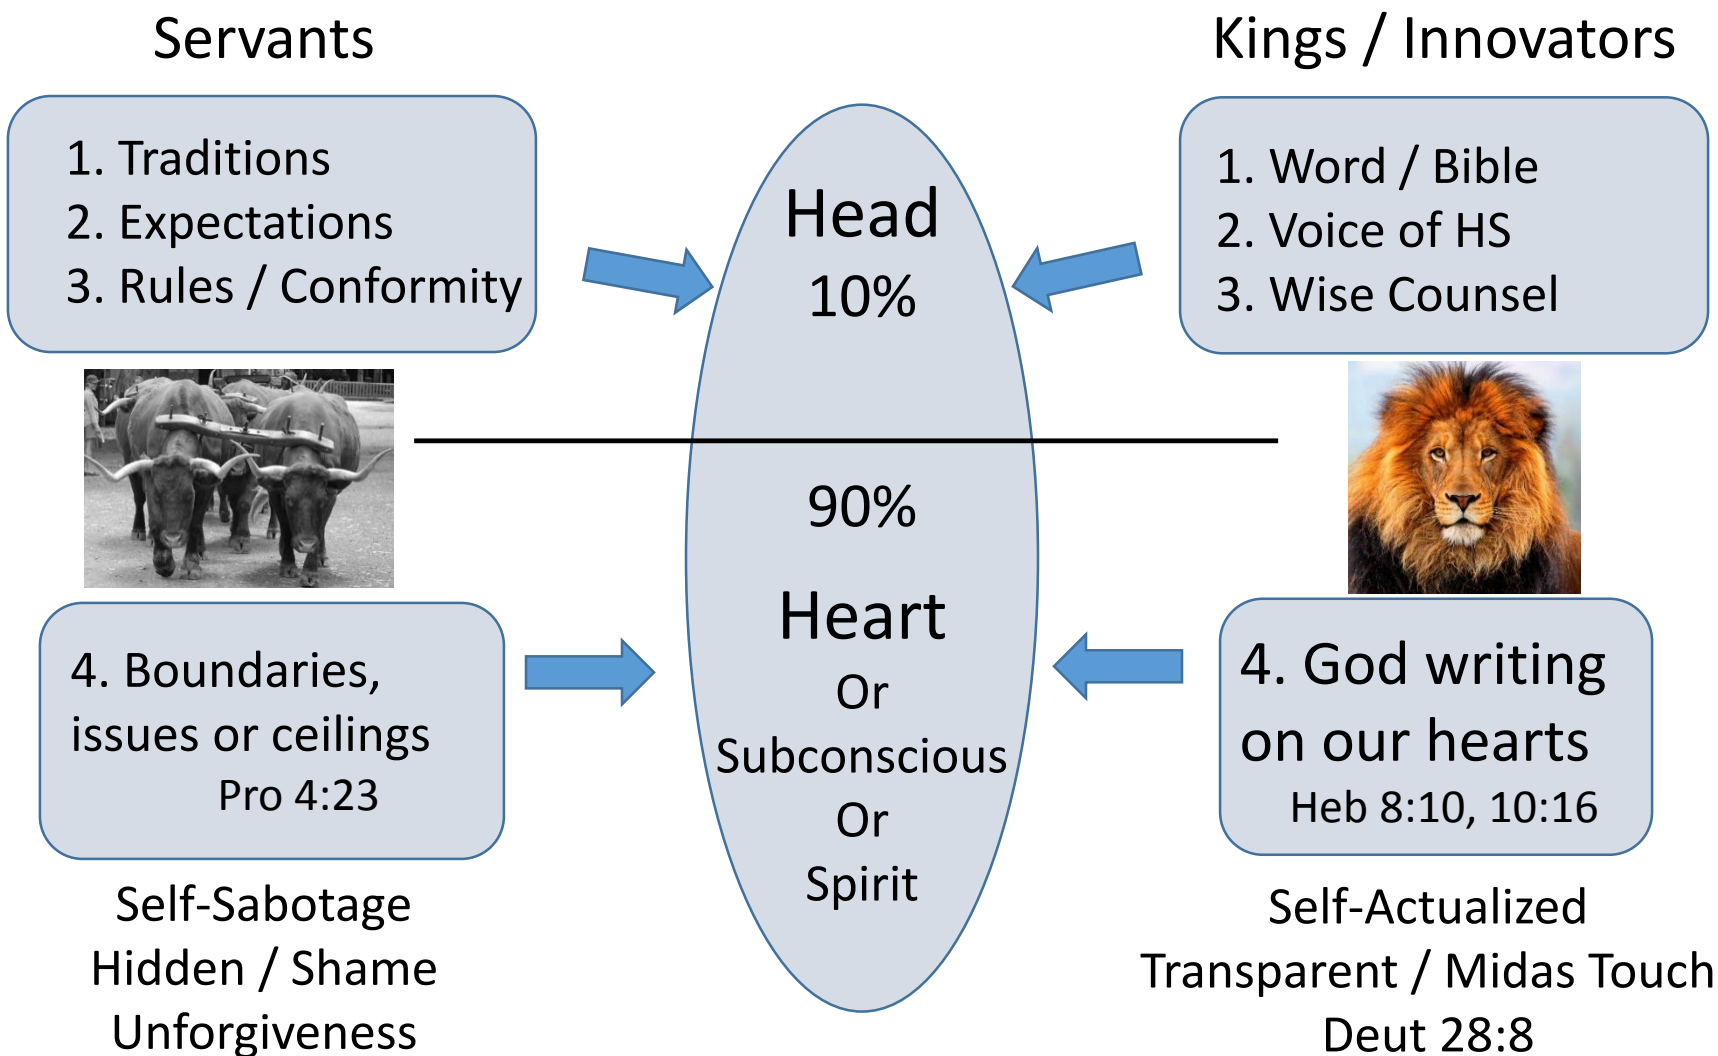 Servants
1. Traditions
2. Expectations
3. Rules / Conformity
4. Boundaries,
issues or ceilings
Pro 4:23
Self-Sabotage
Hidden / Shame
Unforgiveness
Head
10%
90%
Heart
Or
Subconscious
Or
Spirit
Kings / Innovators
1. Word / Bible
2. Voice of HS
3. Wise Counsel
4. God writing
on our hearts
Heb 8:10, 10:16
Self-Actualized
Transparent / Midas Touch
Deut 28:8